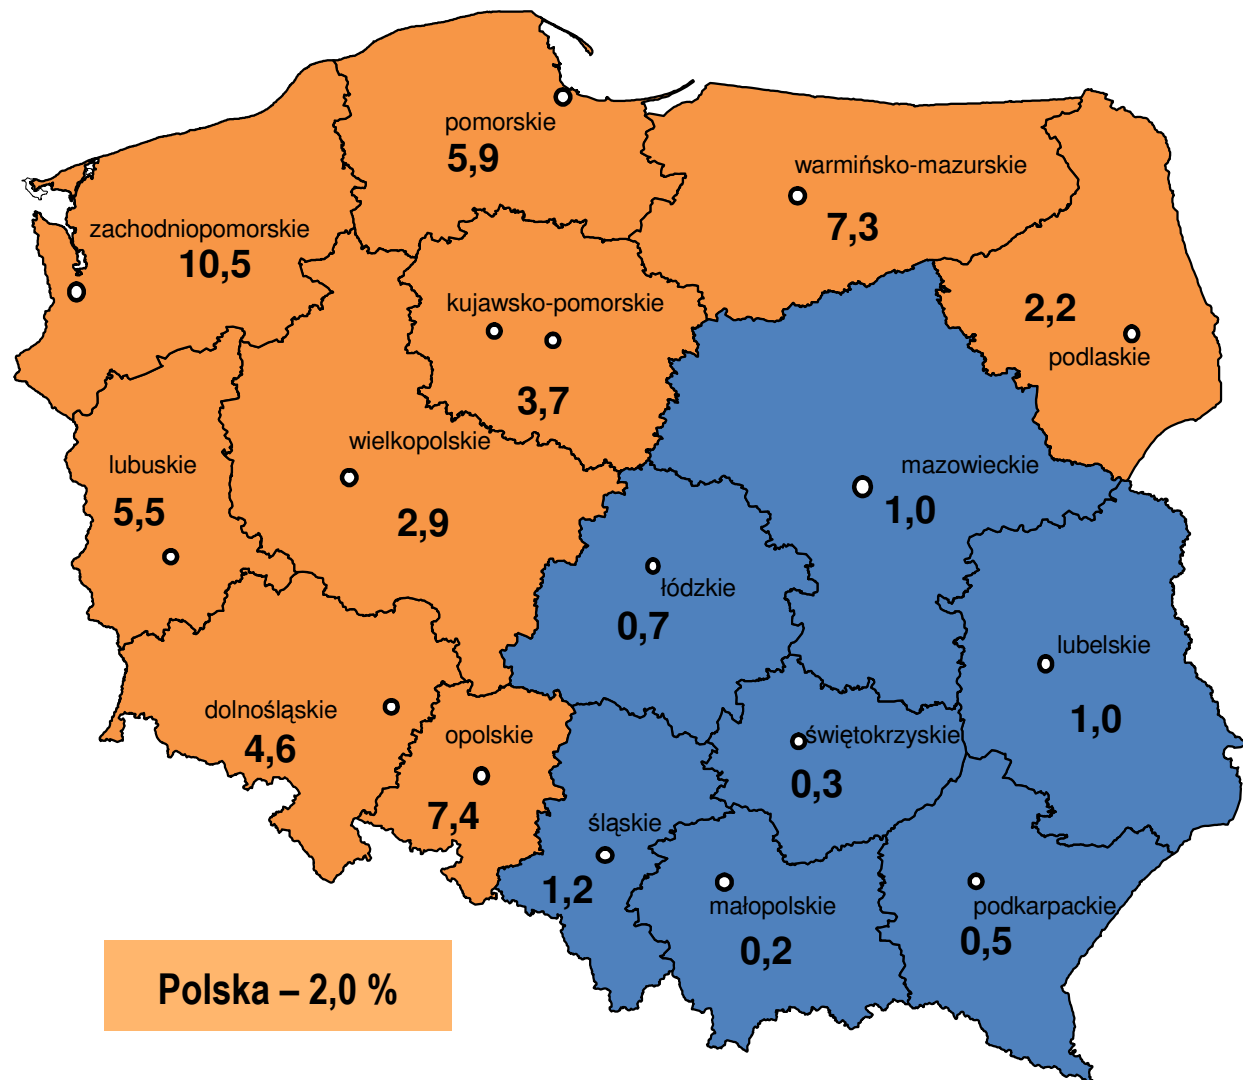 pomorskie
5,9
warmińsko-mazurskie
7,3
zachodniopomorskie
10,5
kujawsko-pomorskie
3,7
2,2
podlaskie
wielkopolskie
2,9
lubuskie
5,5
mazowieckie
1,0
łódzkie
0,7
lubelskie
1,0
dolnośląskie
4,6
opolskie
7,4
świętokrzyskie
0,3
śląskie
1,2
małopolskie
0,2
podkarpackie
0,5
Polska – 2,0 %